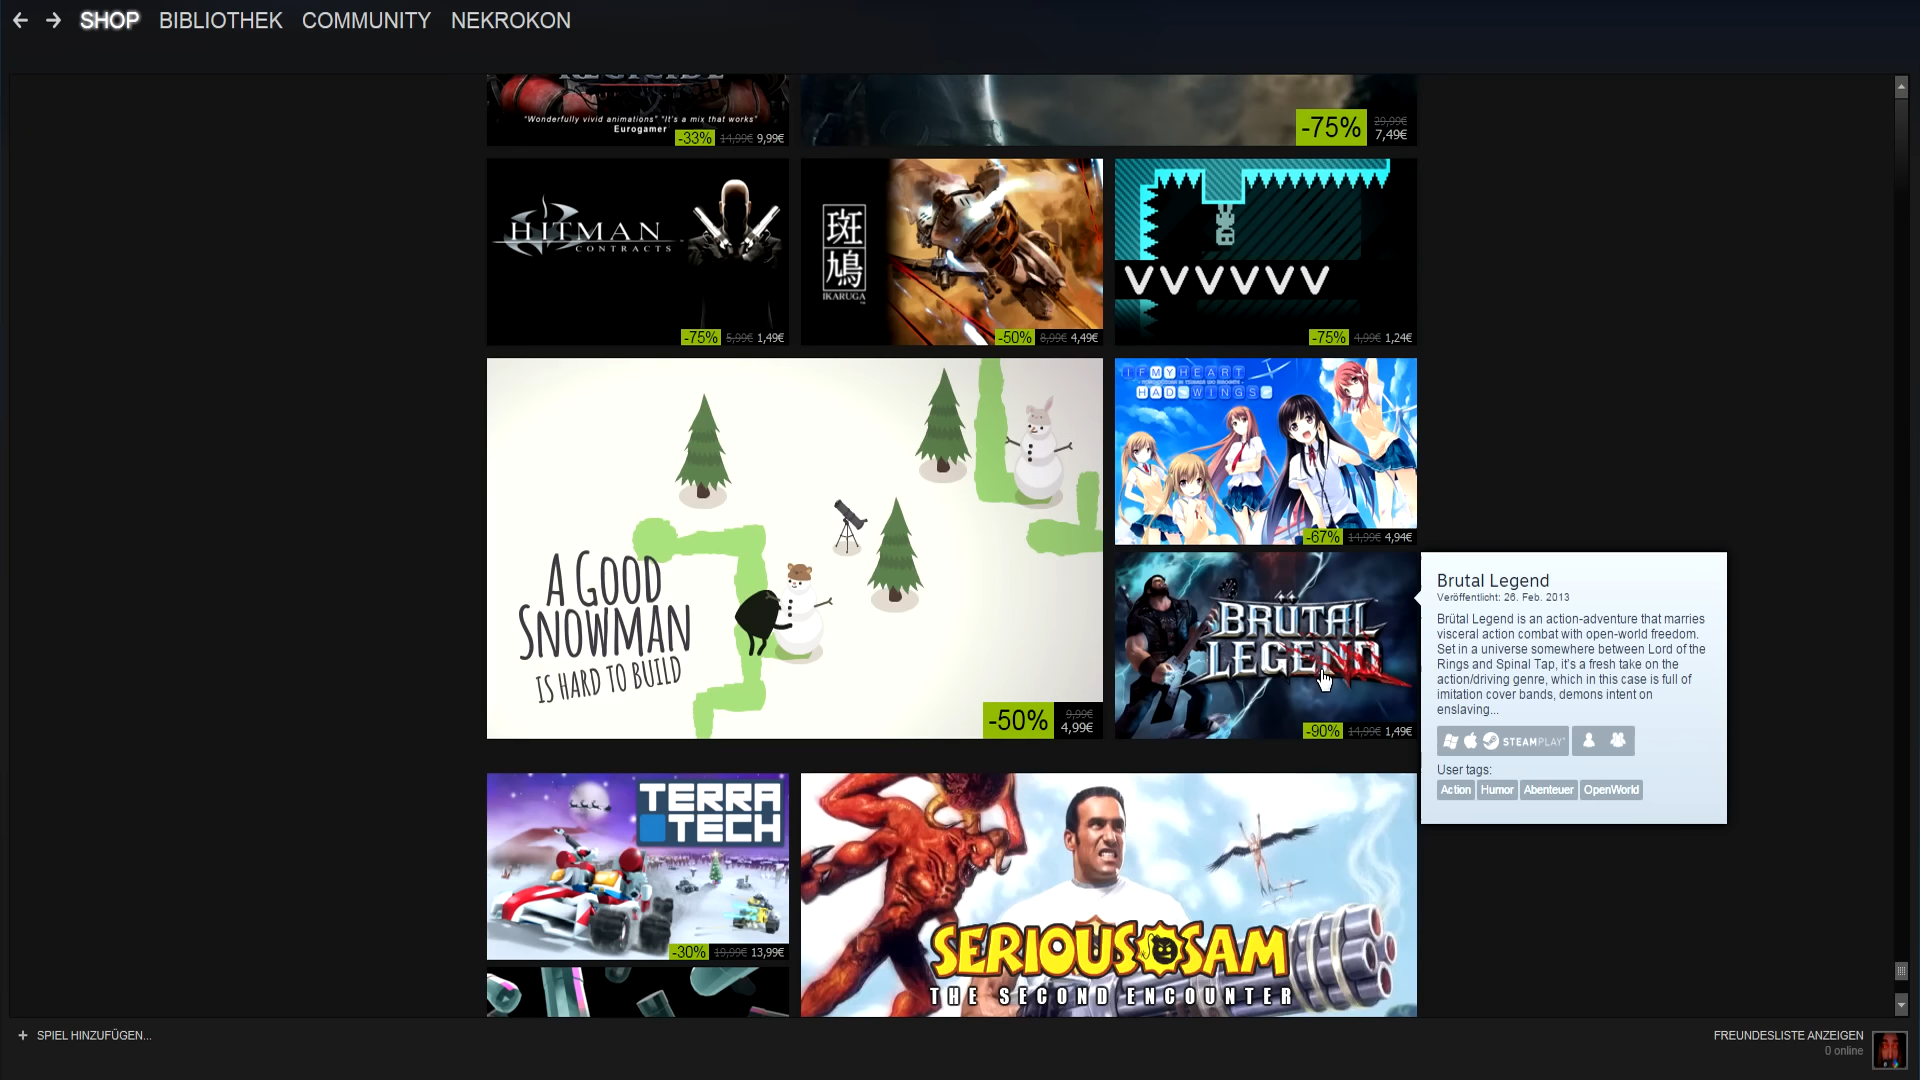 SHOP BIBLIOTHEK COMMUNITY NEKROKON
"Wonderfully vivid animations" "It's a mix that works"
Eurogamer
-33% 14,99€ 9,99€
-75% 29,99€ 7,49€
HITMAN
CONTRACTS
-75% 5,99€ 1,49€
斑鳩
IKARUGA
-50% 8,99€ 4,49€
VVVVVV
-75% 4,99€ 1,24€
A GOOD
SNOWMAN
IS HARD TO BUILD
-50% 9,99€ 4,99€
IF MY HEART
HAD WINGS
-67% 14,99€ 4,94€
BRÜTAL
LEGEND
-90% 14,99€ 1,49€
Brutal Legend
Veröffentlicht: 26. Feb. 2013
Brütal Legend is an action-adventure that marries
visceral action combat with open-world freedom.
Set in a universe somewhere between Lord of the
Rings and Spinal Tap, it's a fresh take on the
action/driving genre, which in this case is full of
imitation cover bands, demons intent on
enslaving...
STEAMPLAY
User tags:
Action Humor Abenteuer OpenWorld
TERRA
TECH
-30% 19,99€ 13,99€
SERIOUS SAM
THE SECOND ENCOUNTER
+ SPIEL HINZUFÜGEN...
FREUNDESLISTE ANZEIGEN
0 online